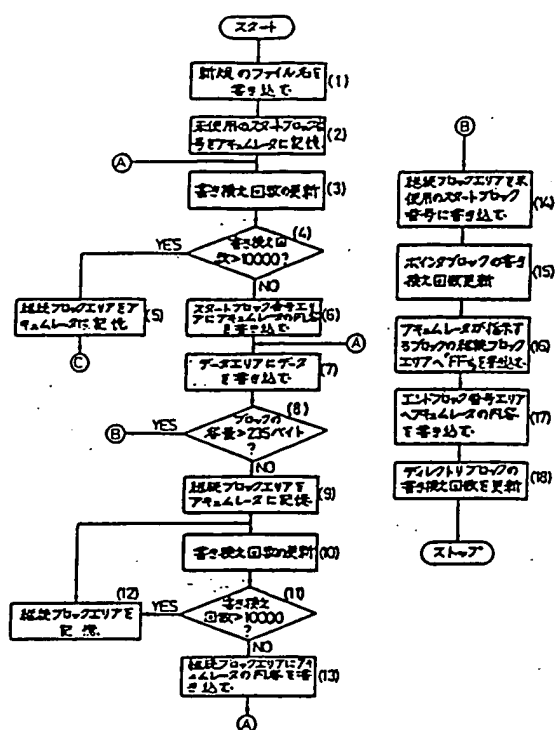 スタート
新規のファイル名を
書き込む。
(1)
未使用のスタートブロック番
号をアキュムレータに記憶
(2)
A
書き換え回数の更新
(3)
(4)
書き換え回
数>10000?
YES
NO
継続ブロックエリアをア
キュムレータに記憶
(5)
C
スタートブロック番号エリ
アにアキュムレータの内容
を書き込む
(6)
A
データエリアにデータ
を書き込む
(7)
(8)
ブロックの
容量>235バイト
?
YES
B
NO
継続ブロックエリアを
アキュムレータに記憶。
(9)
書き換え回数の更新
(10)
(11)
書き換え
回数>10000
?
YES
(12)
継続ブロックエリアを
記憶。
NO
継続ブロックエリアにアキ
ュムレータの内容を書き
込む。
(13)
A
B
継続ブロックエリアを未
使用のスタートブロック
番号に書き込む。
(14)
ポインタブロックの書き
換え回数更新
(15)
アキュムレータが指示す
るブロックの継続ブロック
エリアへ"FF"を書き込む
(16)
エンドブロック番号エリア
へアキュムレータの内容
を書き込む。
(17)
ディレクトリブロックの
書き換え回数を更新
(18)
ストップ